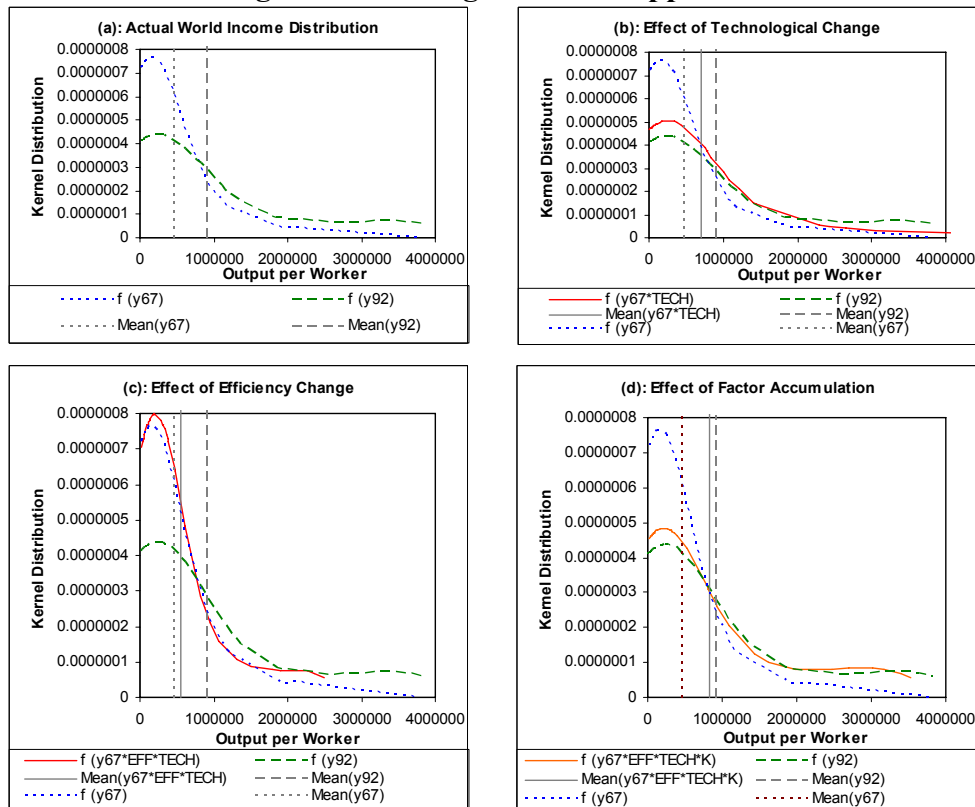 (a): Actual World Income Distribution
Kernel Distribution
0.0000008
0.0000007
0.0000006
0.0000005
0.0000004
0.0000003
0.0000002
0.0000001
0
0 1000000 2000000 3000000 4000000
Output per Worker
f (y67) f (y92)
Mean(y67) Mean(y92)
(b): Effect of Technological Change
Kernel Distribution
0.0000008
0.0000007
0.0000006
0.0000005
0.0000004
0.0000003
0.0000002
0.0000001
0
0 1000000 2000000 3000000 4000000
Output per Worker
f (y67*TECH) f (y92)
Mean(y67*TECH) Mean(y92)
f (y67) Mean(y67)
(c): Effect of Efficiency Change
Kernel Distribution
0.0000008
0.0000007
0.0000006
0.0000005
0.0000004
0.0000003
0.0000002
0.0000001
0
0 1000000 2000000 3000000 4000000
Output per Worker
f (y67*EFF*TECH) f (y92)
Mean(y67*EFF*TECH) Mean(y92)
f (y67) Mean(y67)
(d): Effect of Factor Accumulation
Kernel Distribution
0.0000008
0.0000007
0.0000006
0.0000005
0.0000004
0.0000003
0.0000002
0.0000001
0
0 1000000 2000000 3000000 4000000
Output per Worker
f (y67*EFF*TECH*K) f (y92)
Mean(y67*EFF*TECH*K) Mean(y92)
f (y67) Mean(y67)